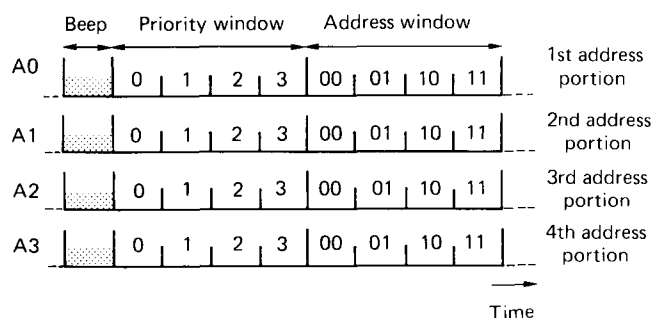 Beep Priority window Address window
A0 0 1 2 3 00 01 10 11 1st address portion
A1 0 1 2 3 00 01 10 11 2nd address portion
A2 0 1 2 3 00 01 10 11 3rd address portion
A3 0 1 2 3 00 01 10 11 4th address portion
Time